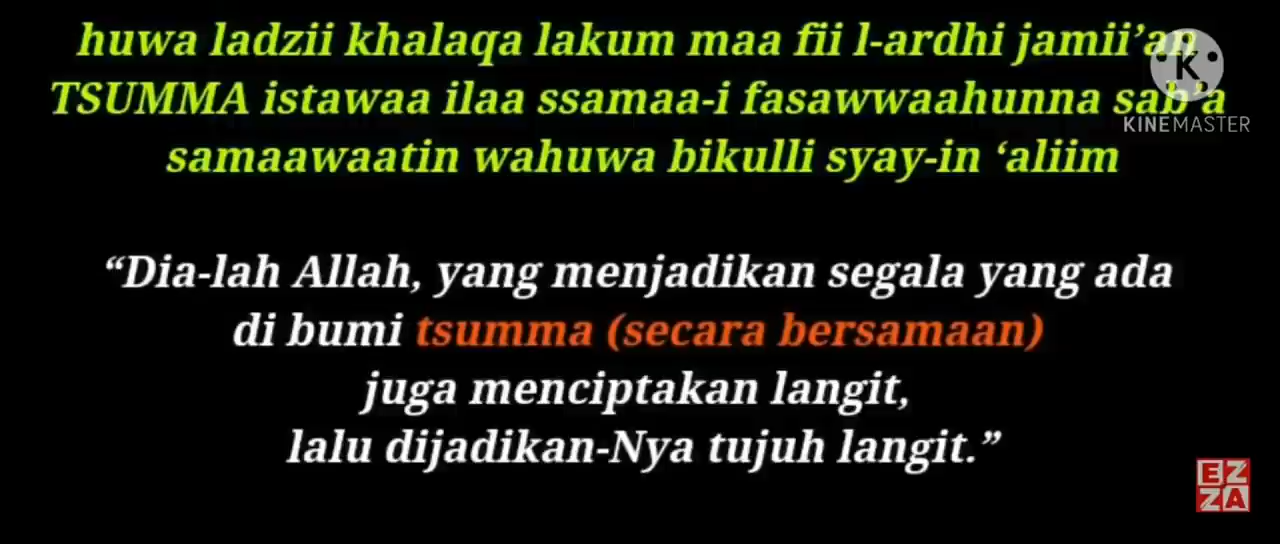 huwa ladzii khalaqa lakum maa fii l-ardhi jamii’an
TSUMMA istawaa ilaa ssamaa-i fasawwaahunna sab’a
samaawaatin wahuwa bikulli syay-in ‘aliim
“Dia-lah Allah, yang menjadikan segala yang ada
di bumi tsumma (secara bersamaan)
juga menciptakan langit,
lalu dijadikan-Nya tujuh langit.”
K
KINEMASTER
EZ
ZA